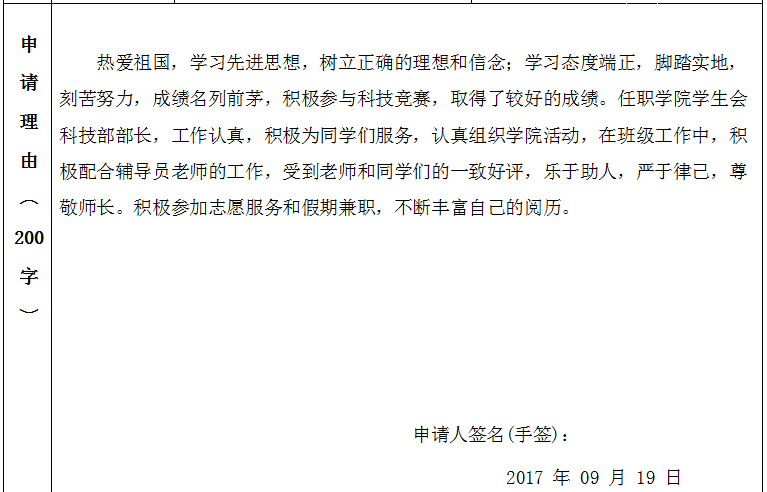 申请理由（200字）
热爱祖国，学习先进思想，树立正确的理想和信念；学习态度端正，脚踏实地，
刻苦努力，成绩名列前茅，积极参与科技竞赛，取得了较好的成绩。任职学院学生会
科技部部长，工作认真，积极为同学们服务，认真组织学院活动，在班级工作中，积
极配合辅导员老师的工作，受到老师和同学们的一致好评，乐于助人，严于律己，尊
敬师长。积极参加志愿服务和假期兼职，不断丰富自己的阅历。
申请人签名(手签)：
2017 年 09 月 19 日